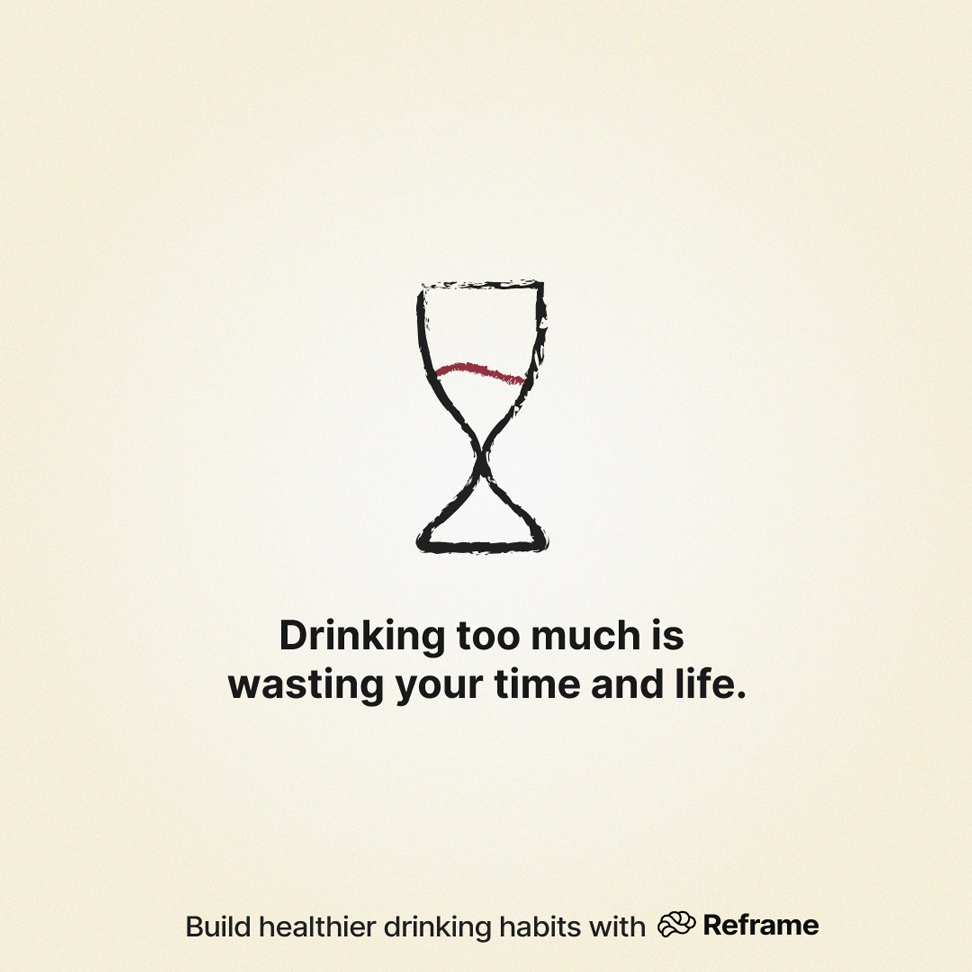 Drinking too much is
wasting your time and life.
Build healthier drinking habits with Reframe